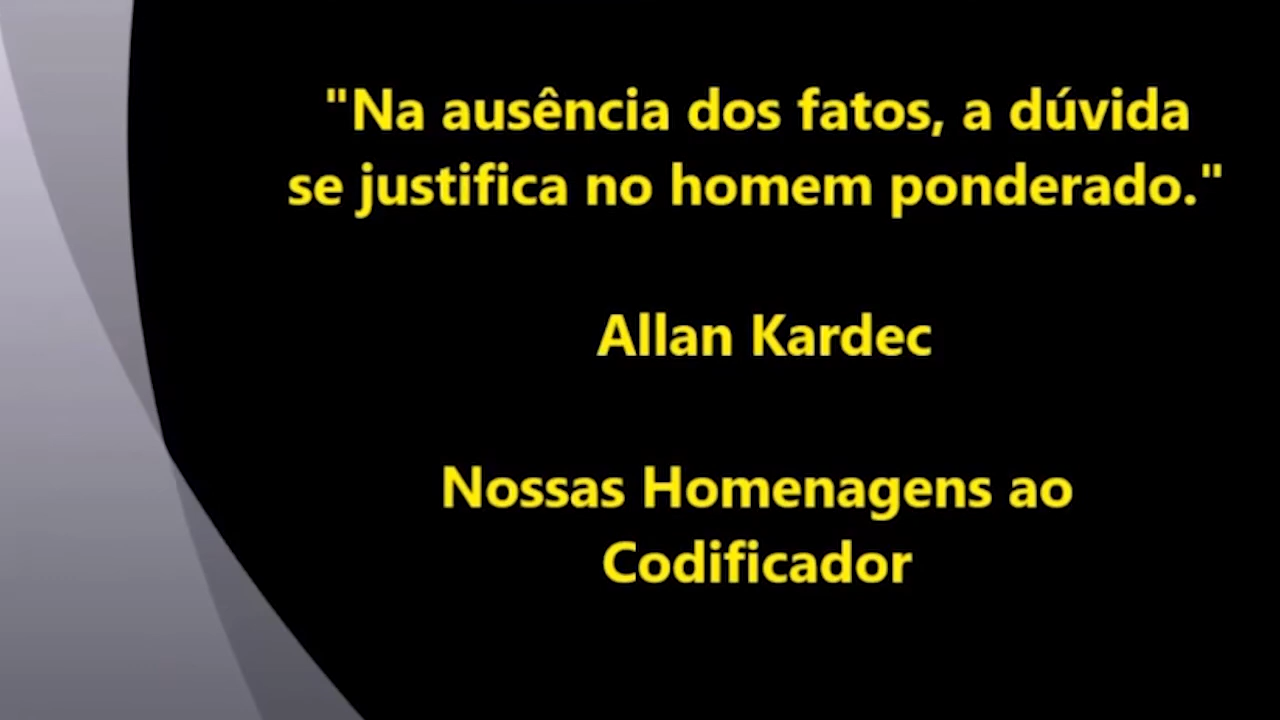 "Na ausência dos fatos, a dúvida
se justifica no homem ponderado."
Allan Kardec
Nossas Homenagens ao
Codificador